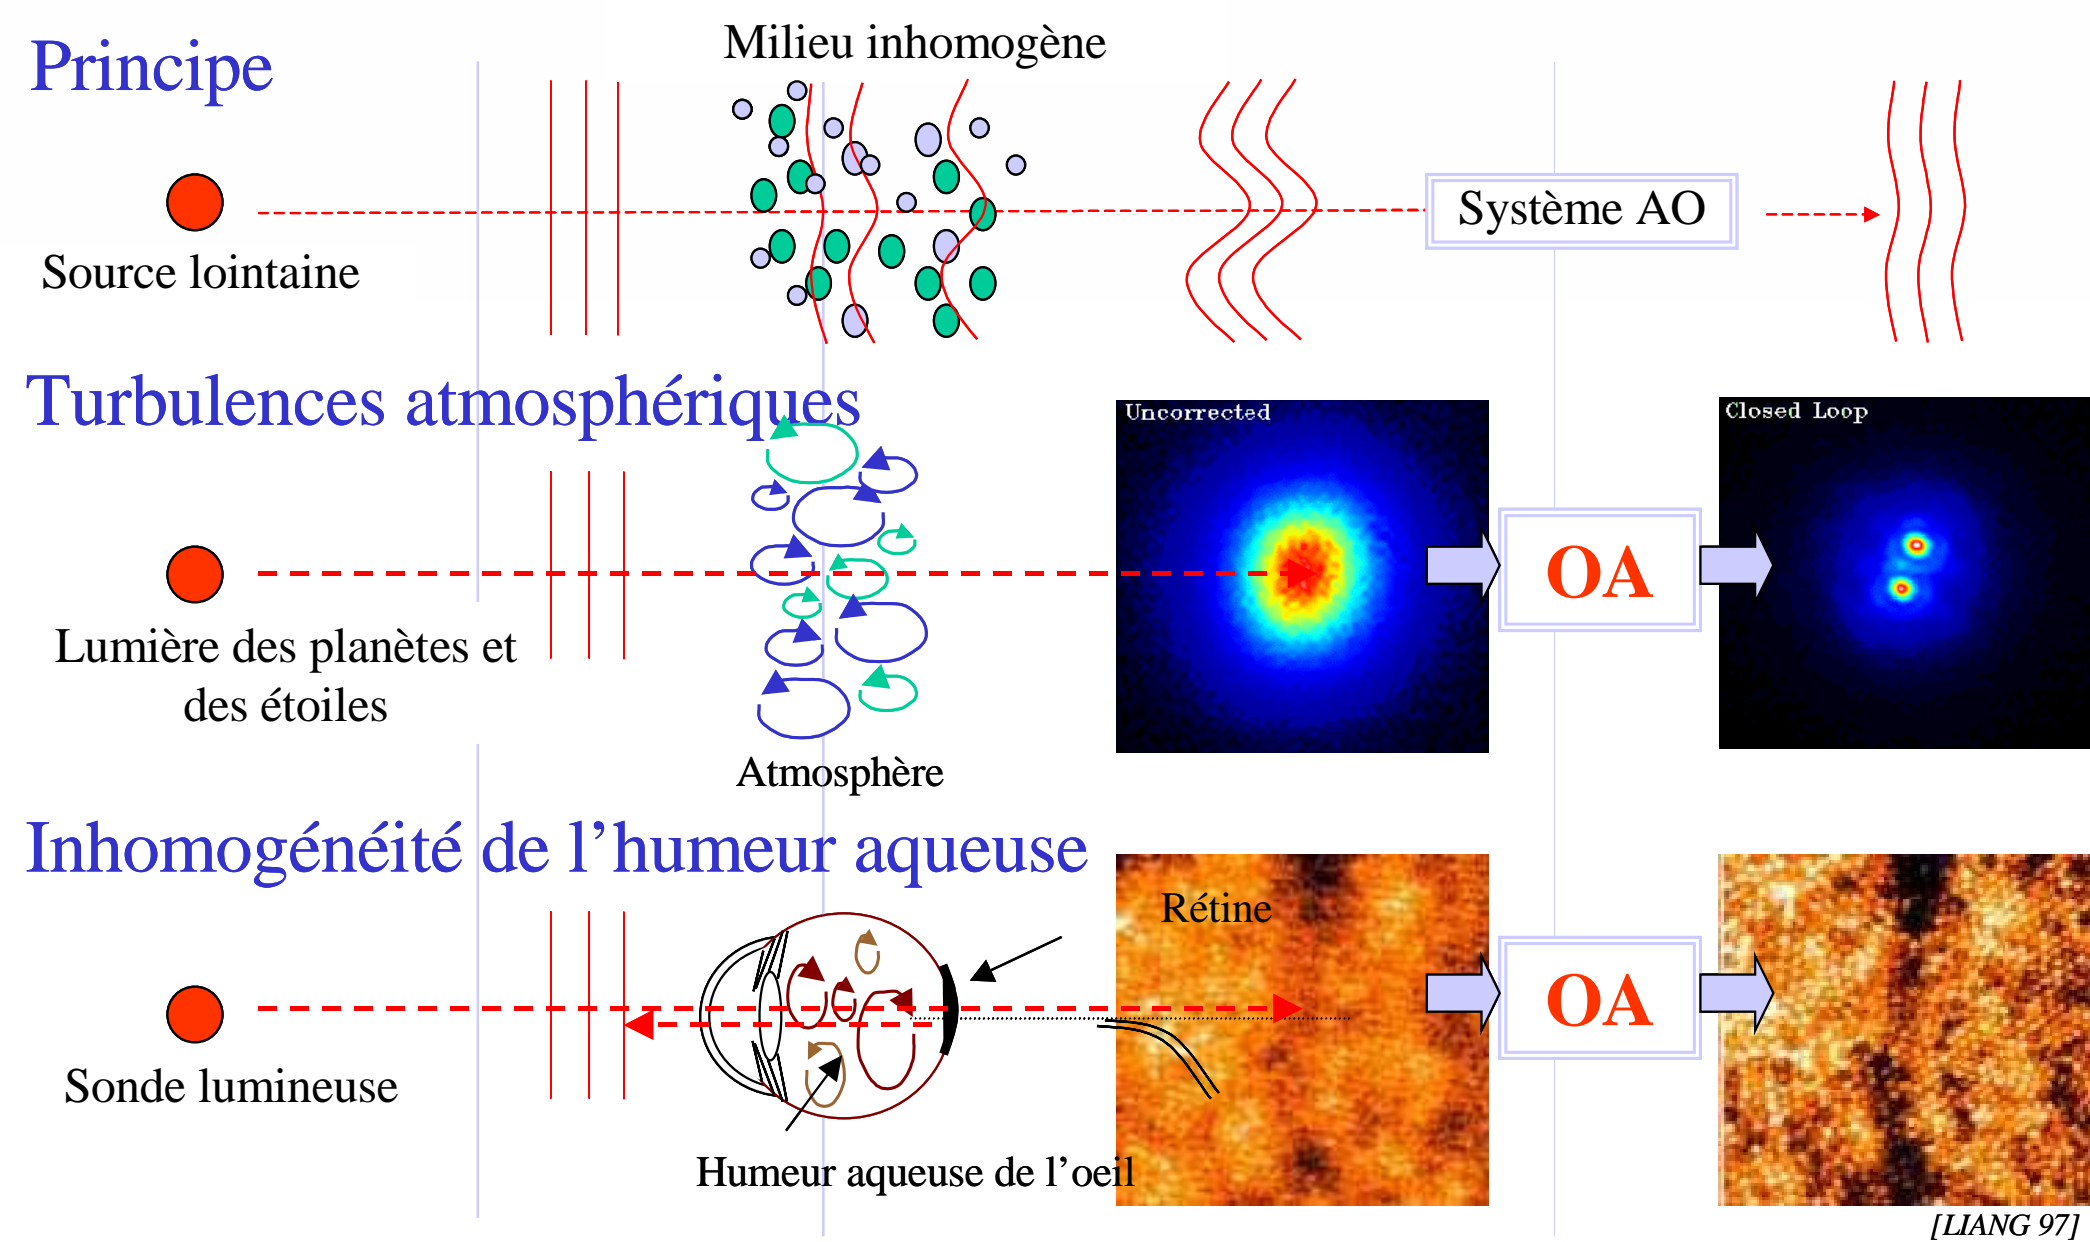 Principe
Milieu inhomogène
Source lointaine
Système AO
Turbulences atmosphériques
Uncorrected
Closed Loop
OA
Lumière des planètes et
des étoiles
Atmosphère
Inhomogénéité de l’humeur aqueuse
Rétine
OA
Sonde lumineuse
Humeur aqueuse de l’oeil
[LIANG 97]